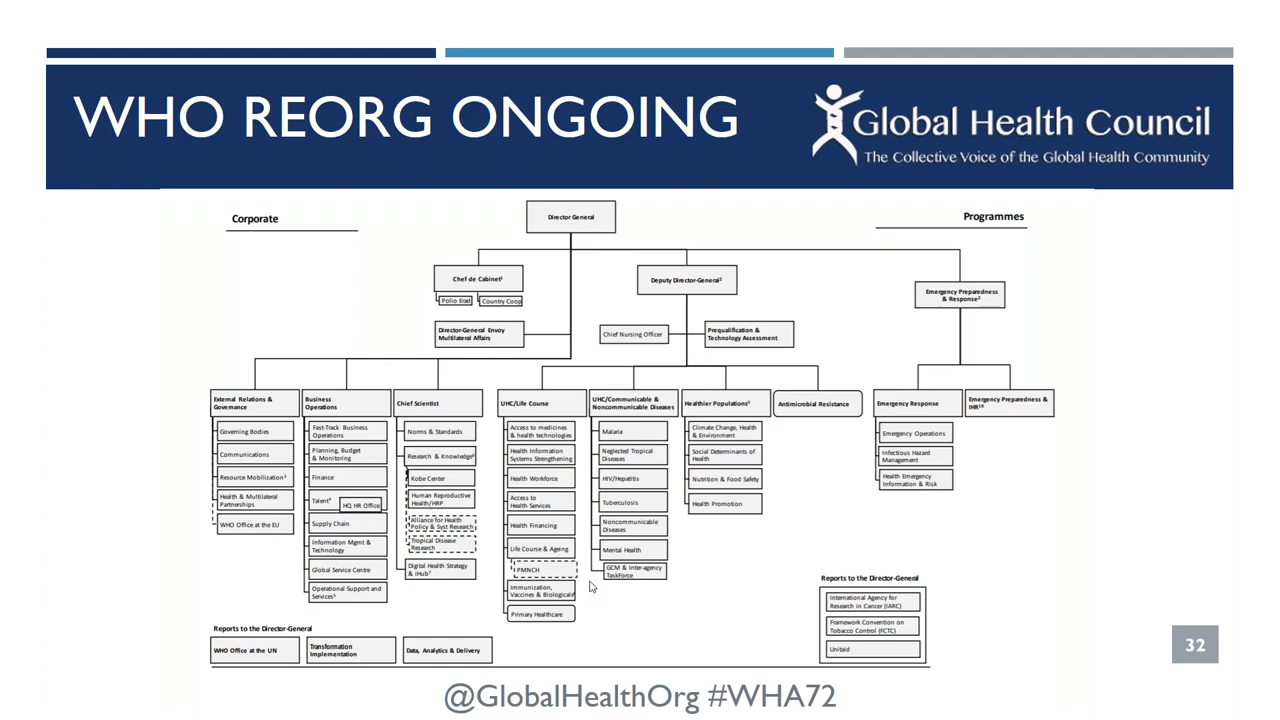 WHO REORG ONGOING
Global Health Council
The Collective Voice of the Global Health Community
Corporate
Director General
Programmes
Chef de Cabinet¹
Polio Erad
Country Coop
Deputy Director-General²
Emergency Preparedness
& Response²
Director-General Envoy
Multilateral Affairs
Chief Nursing Officer
Prequalification &
Technology Assessment
External Relations &
Governance
Governing Bodies
Communications
Resource Mobilization³
Health & Multilateral
Partnerships
WHO Office at the EU
Business
Operations
Fast-Track Business
Operations
Planning, Budget
& Monitoring
Finance
Talent⁴
HQ HR Office
Supply Chain
Information Mgmt &
Technology
Global Service Centre
Operational Support and
Services⁵
Chief Scientist
Norms & Standards
Research & Knowledge⁶
Kobe Center
Human Reproductive
Health/HRP
Alliance for Health
Policy & Syst Research
Tropical Disease
Research
Digital Health Strategy
& iHub⁷
UHC/Life Course
Access to medicines
& health technologies
Health Information
Systems Strengthening
Health Workforce
Access to
Health Services
Health Financing
Life Course & Ageing
PMNCH
Immunization,
Vaccines & Biologicals
Primary Healthcare
UHC/Communicable &
Noncommunicable Diseases
Malaria
Neglected Tropical
Diseases
HIV/Hepatitis
Tuberculosis
Noncommunicable
Diseases
Mental Health
GCM & Inter-agency
TaskForce
Healthier Populations⁹
Climate Change, Health
& Environment
Social Determinants of
Health
Nutrition & Food Safety
Health Promotion
Antimicrobial Resistance
Emergency Response
Emergency Operations
Infectious Hazard
Management
Health Emergency
Information & Risk
Emergency Preparedness &
IHR¹⁰
Reports to the Director-General
International Agency for
Research in Cancer (IARC)
Framework Convention on
Tobacco Control (FCTC)
Unitaid
Reports to the Director-General
WHO Office at the UN
Transformation
Implementation
Data, Analytics & Delivery
32
@GlobalHealthOrg #WHA72